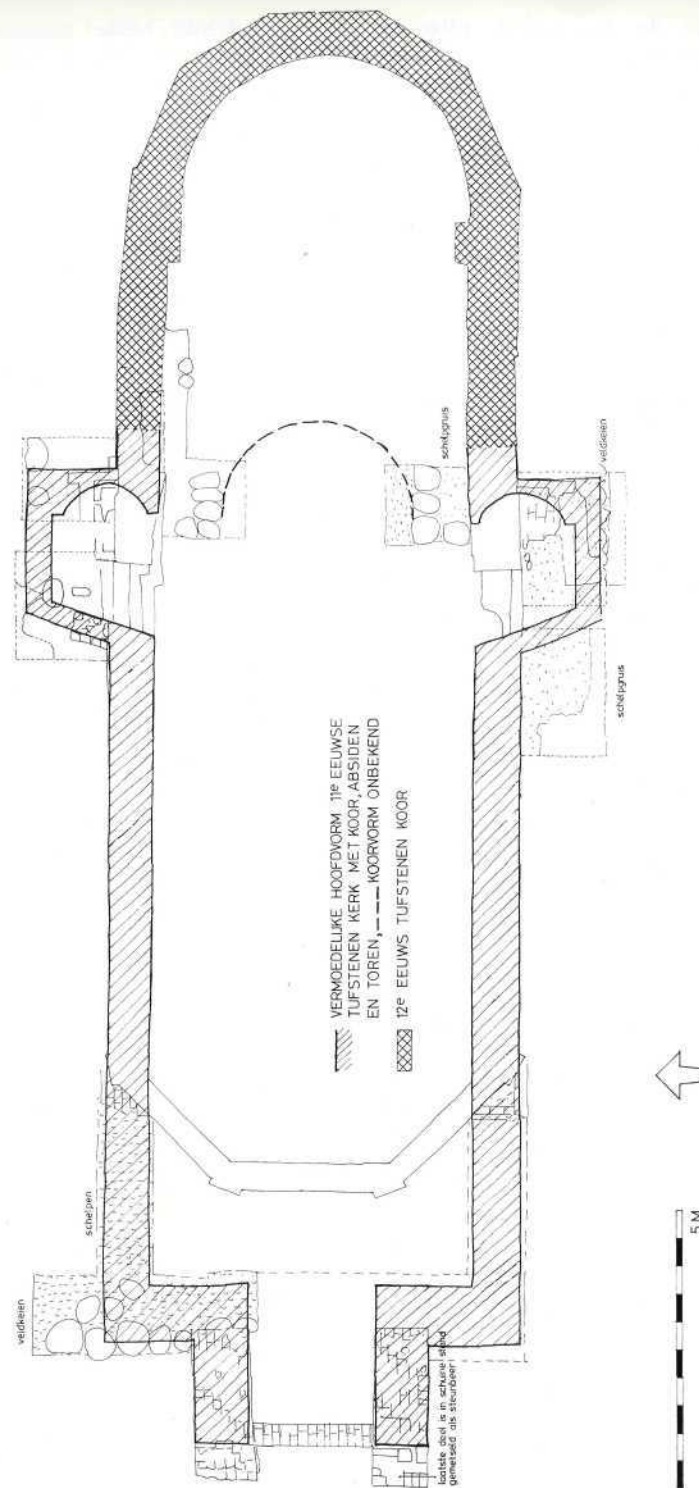 schelpgruis
veldkeien
schelpgruis
VERMOEDELIJKE HOOFDVORM 11e EEUWSE
TUFSTENEN KERK MET KOOR, ABSIDEN
EN TOREN, --- KOORVORM ONBEKEND
12e EEUWS TUFSTENEN KOOR
schelpen
veldkeien
laatste deel is in schuine stand
gemetseld als steunbeer
5 M